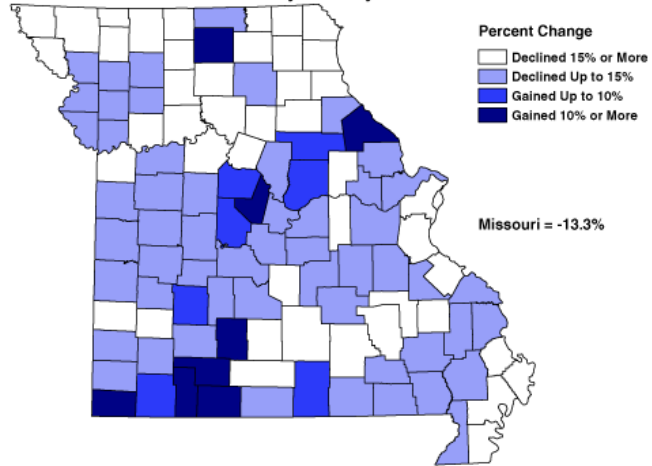 Percent Change
Declined 15% or More
Declined Up to 15%
Gained Up to 10%
Gained 10% or More
Missouri = -13.3%